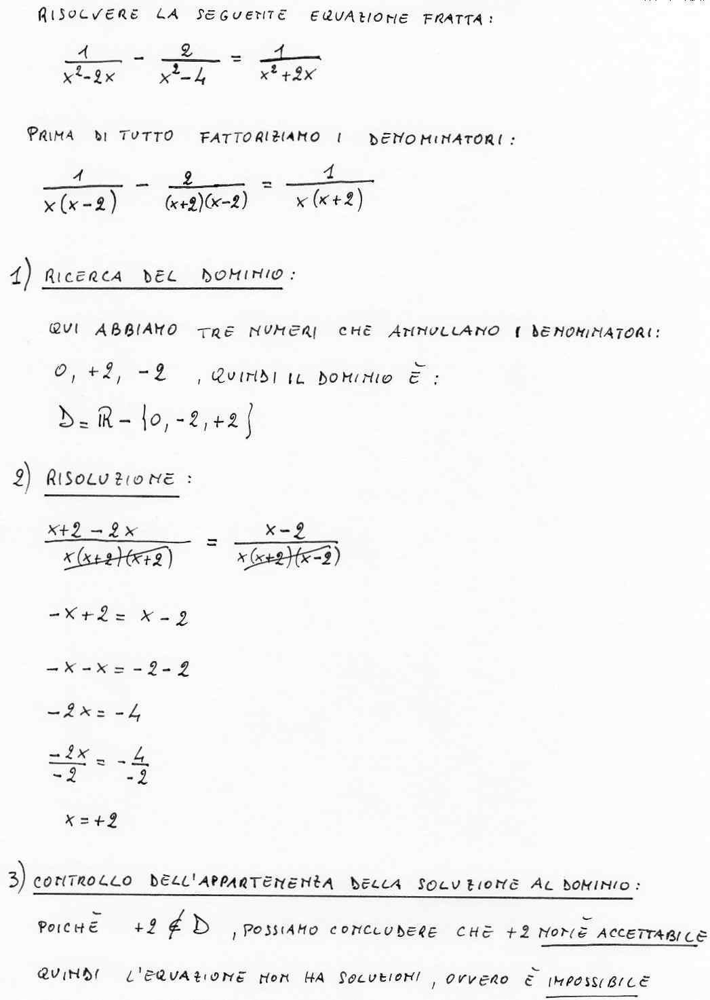 RISOLVERE LA SEGUENTE EQUAZIONE FRATTA:
1/(x²-2x) - 2/(x²-4) = 1/(x²+2x)
PRIMA DI TUTTO FATTORIZIAMO I DENOMINATORI:
1/(x(x-2)) - 2/((x+2)(x-2)) = 1/(x(x+2))
1) RICERCA DEL DOMINIO:
QUI ABBIAMO TRE NUMERI CHE ANNULLANO I DENOMINATORI:
0, +2, -2 , QUINDI IL DOMINIO È :
D = ℝ - {0, -2, +2}
2) RISOLUZIONE :
(x+2-2x)/(x(x+2)(x+2)) = (x-2)/(x(x+2)(x-2))
-x+2 = x-2
-x-x = -2-2
-2x = -4
-2x/-2 = -4/-2
x = +2
3) CONTROLLO DELL'APPARTENENZA DELLA SOLUZIONE AL DOMINIO:
POICHÈ +2 ∉ D , POSSIAMO CONCLUDERE CHE +2 NON È ACCETTABILE
QUINDI L'EQUAZIONE NON HA SOLUZIONI, OVVERO È IMPOSSIBILE